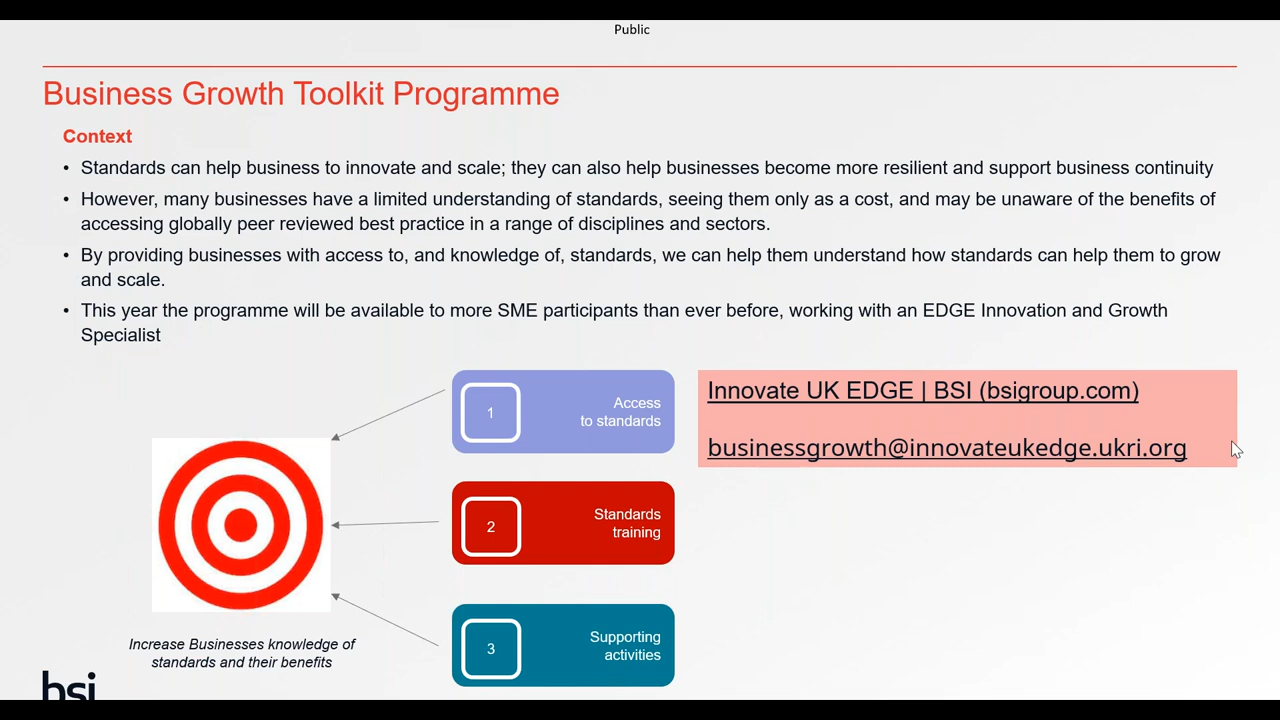 Public
Business Growth Toolkit Programme
Context
• Standards can help business to innovate and scale; they can also help businesses become more resilient and support business continuity
• However, many businesses have a limited understanding of standards, seeing them only as a cost, and may be unaware of the benefits of
accessing globally peer reviewed best practice in a range of disciplines and sectors.
• By providing businesses with access to, and knowledge of, standards, we can help them understand how standards can help them to grow
and scale.
• This year the programme will be available to more SME participants than ever before, working with an EDGE Innovation and Growth
Specialist
1
Access
to standards
Innovate UK EDGE | BSI (bsigroup.com)
businessgrowth@innovateukedge.ukri.org
2
Standards
training
3
Supporting
activities
Increase Businesses knowledge of
standards and their benefits
bsi